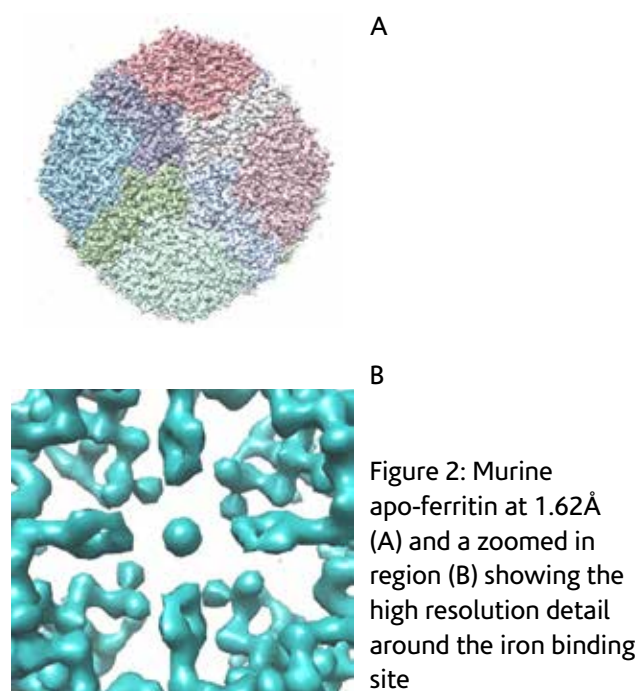 A
B
Figure 2: Murine
apo-ferritin at 1.62Å
(A) and a zoomed in
region (B) showing the
high resolution detail
around the iron binding
site